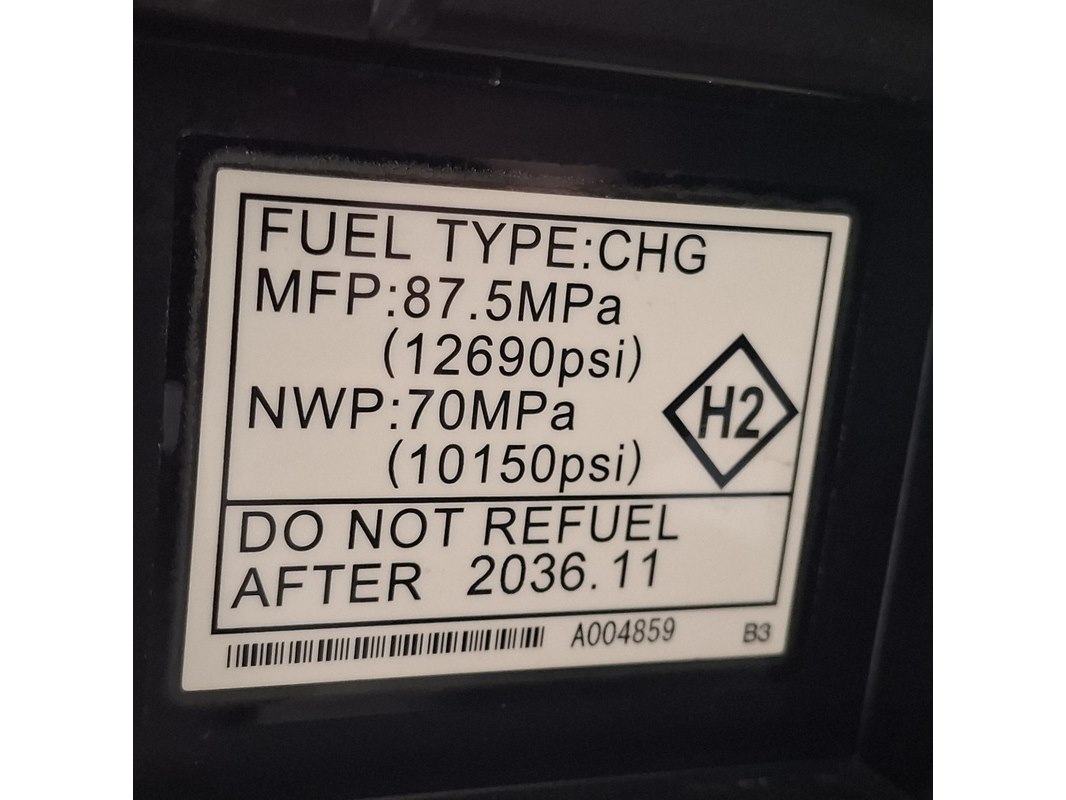 FUEL TYPE:CHG
MFP:87.5MPa
(12690psi)
NWP:70MPa
(10150psi)
H2
DO NOT REFUEL
AFTER 2036.11
A004859 B3